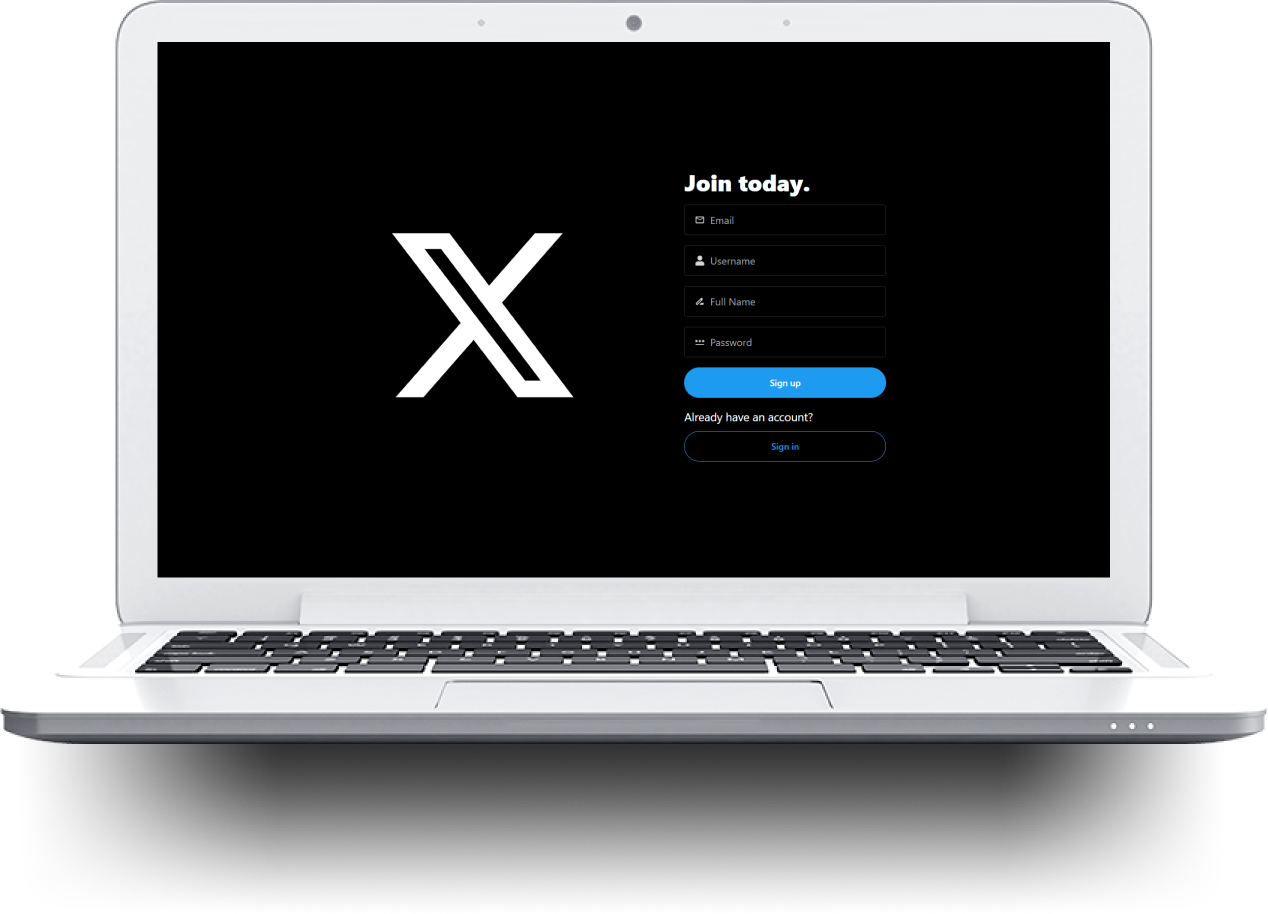 Join today.
Email
Username
Full Name
Password
Sign up
Already have an account?
Sign in